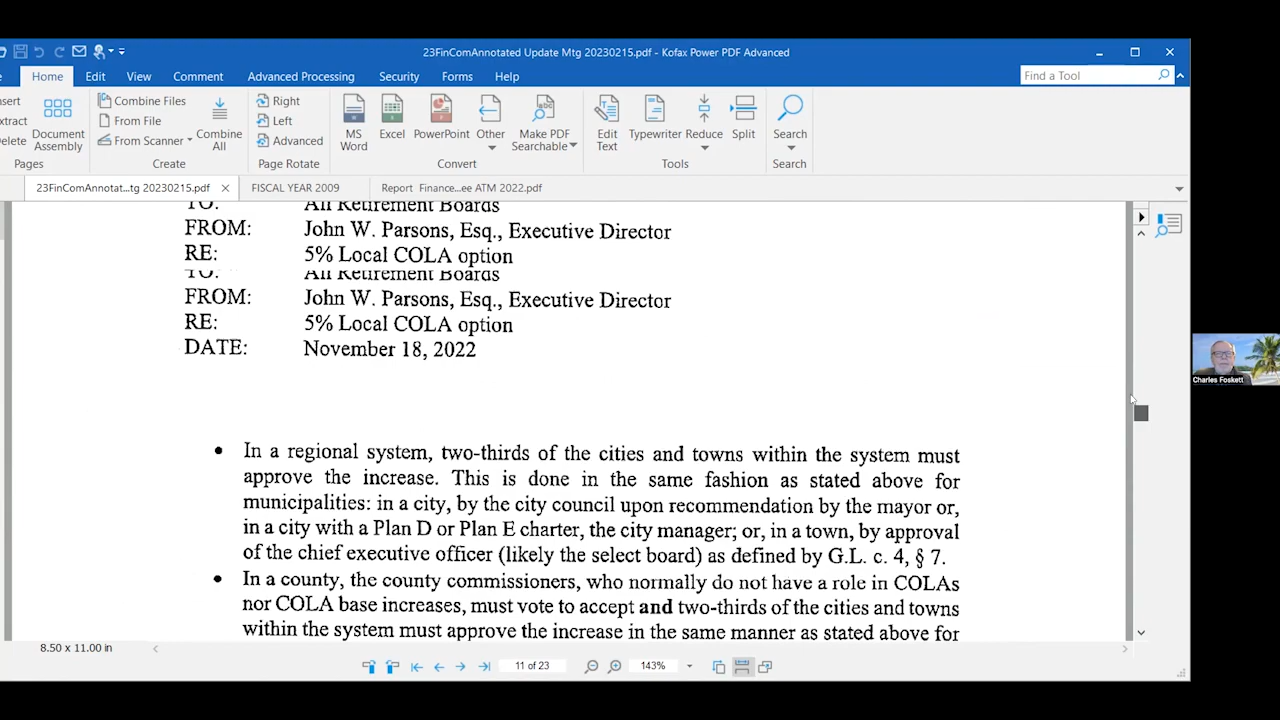 23FinComAnnotated Update Mtg 20230215.pdf - Kofax Power PDF Advanced
Home Edit View Comment Advanced Processing Security Forms Help
Find a Tool
Document Assembly
Pages
Combine Files
From File
From Scanner
Combine All
Create
Right
Left
Advanced
Page Rotate
MS Word
Excel
PowerPoint
Other
Make PDF Searchable
Convert
Edit Text
Typewriter
Reduce
Split
Tools
Search
Search
23FinComAnnotat...tg 20230215.pdf
FISCAL YEAR 2009
Report Finance...ee ATM 2022.pdf
TO: All Retirement Boards
FROM: John W. Parsons, Esq., Executive Director
RE: 5% Local COLA option
TO: All Retirement Boards
FROM: John W. Parsons, Esq., Executive Director
RE: 5% Local COLA option
DATE: November 18, 2022
• In a regional system, two-thirds of the cities and towns within the system must
approve the increase. This is done in the same fashion as stated above for
municipalities: in a city, by the city council upon recommendation by the mayor or,
in a city with a Plan D or Plan E charter, the city manager; or, in a town, by approval
of the chief executive officer (likely the select board) as defined by G.L. c. 4, § 7.
• In a county, the county commissioners, who normally do not have a role in COLAs
nor COLA base increases, must vote to accept and two-thirds of the cities and towns
within the system must approve the increase in the same manner as stated above for
Charles Foskett
8.50 x 11.00 in
11 of 23
143%